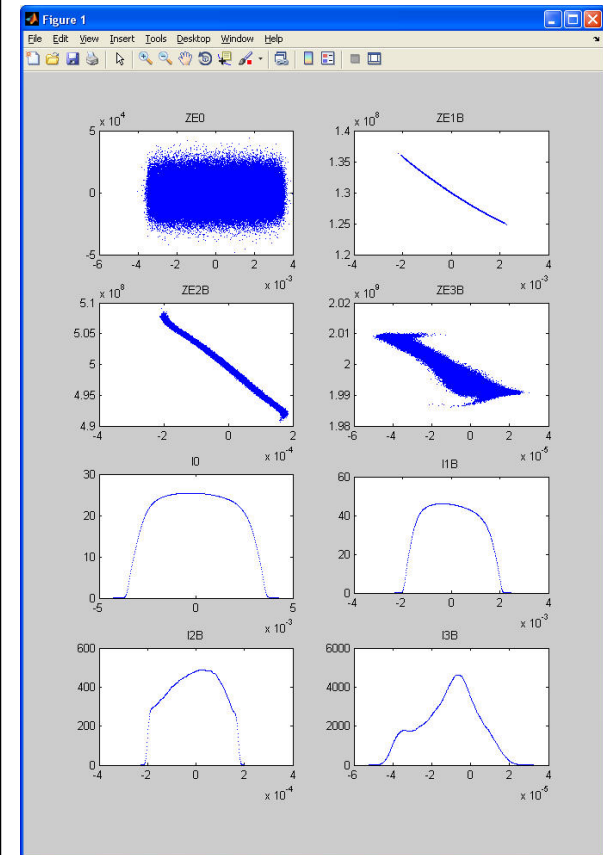 Figure 1
File Edit View Insert Tools Desktop Window Help
ZE0
x 10^4
5
0
-5
-6 -4 -2 0 2 4
x 10^-3
ZE1B
x 10^8
1.4
1.35
1.3
1.25
1.2
-4 -2 0 2 4
x 10^-3
ZE2B
x 10^8
5.1
5.05
5
4.95
4.9
-4 -2 0 2
x 10^-4
ZE3B
x 10^9
2.02
2.01
2
1.99
1.98
-6 -4 -2 0 2 4
x 10^-5
I0
30
20
10
0
-5 0 5
x 10^-3
I1B
60
40
20
0
-4 -2 0 2 4
x 10^-3
I2B
600
400
200
0
-4 -2 0 2 4
x 10^-4
I3B
6000
4000
2000
0
-6 -4 -2 0 2 4
x 10^-5